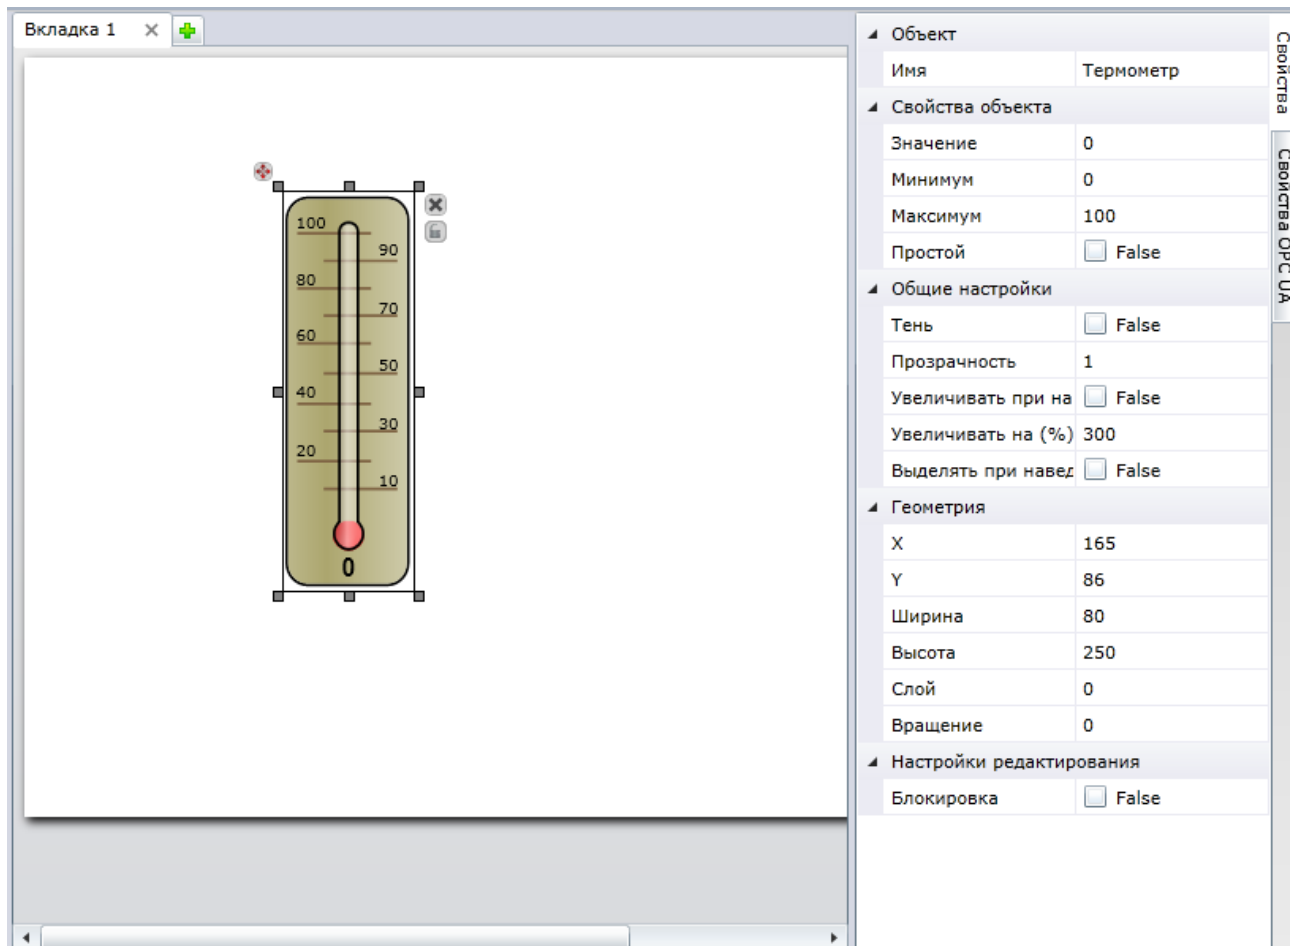 Вкладка 1
100
90
80
70
60
50
40
30
20
10
0
Объект
Имя Термометр
Свойства объекта
Значение 0
Минимум 0
Максимум 100
Простой False
Общие настройки
Тень False
Прозрачность 1
Увеличивать при на False
Увеличивать на (%) 300
Выделять при навед False
Геометрия
X 165
Y 86
Ширина 80
Высота 250
Слой 0
Вращение 0
Настройки редактирования
Блокировка False
Свойства
Свойства OPC UA